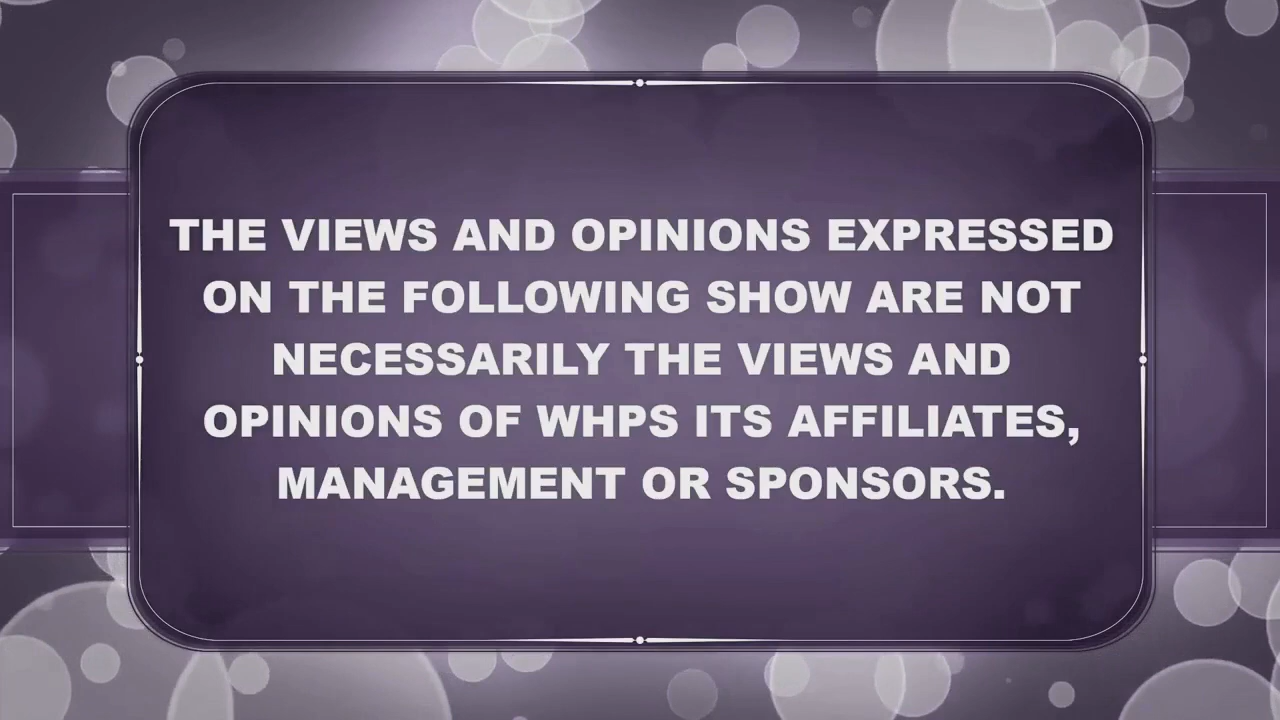 THE VIEWS AND OPINIONS EXPRESSED
ON THE FOLLOWING SHOW ARE NOT
NECESSARILY THE VIEWS AND
OPINIONS OF WHPS ITS AFFILIATES,
MANAGEMENT OR SPONSORS.